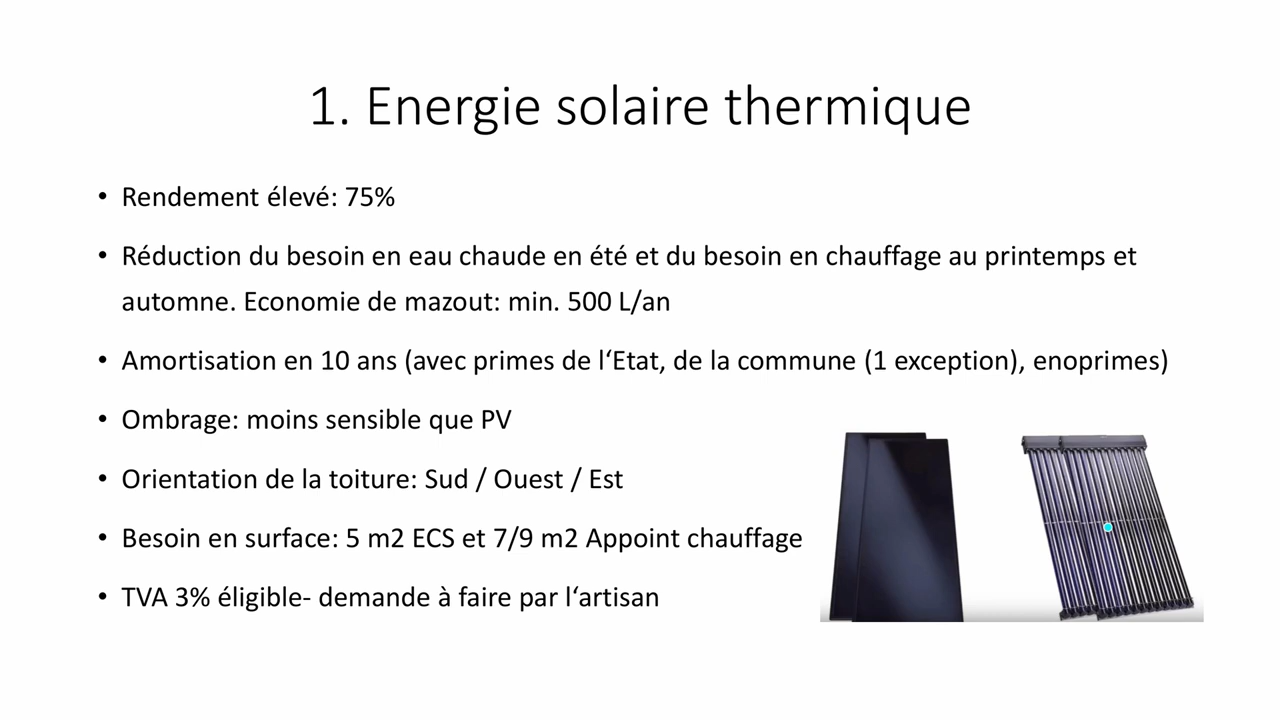 1. Energie solaire thermique
• Rendement élevé: 75%
• Réduction du besoin en eau chaude en été et du besoin en chauffage au printemps et
automne. Economie de mazout: min. 500 L/an
• Amortisation en 10 ans (avec primes de l‘Etat, de la commune (1 exception), enoprimes)
• Ombrage: moins sensible que PV
• Orientation de la toiture: Sud / Ouest / Est
• Besoin en surface: 5 m2 ECS et 7/9 m2 Appoint chauffage
• TVA 3% éligible- demande à faire par l‘artisan